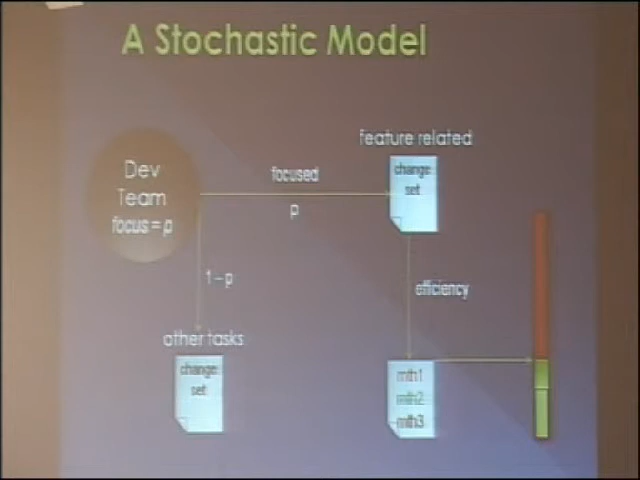 A Stochastic Model
feature related
change
set
focused
p
Dev
Team
focus = p
1 – p
efficiency
other tasks
change
set
mth1
mth2
mth3